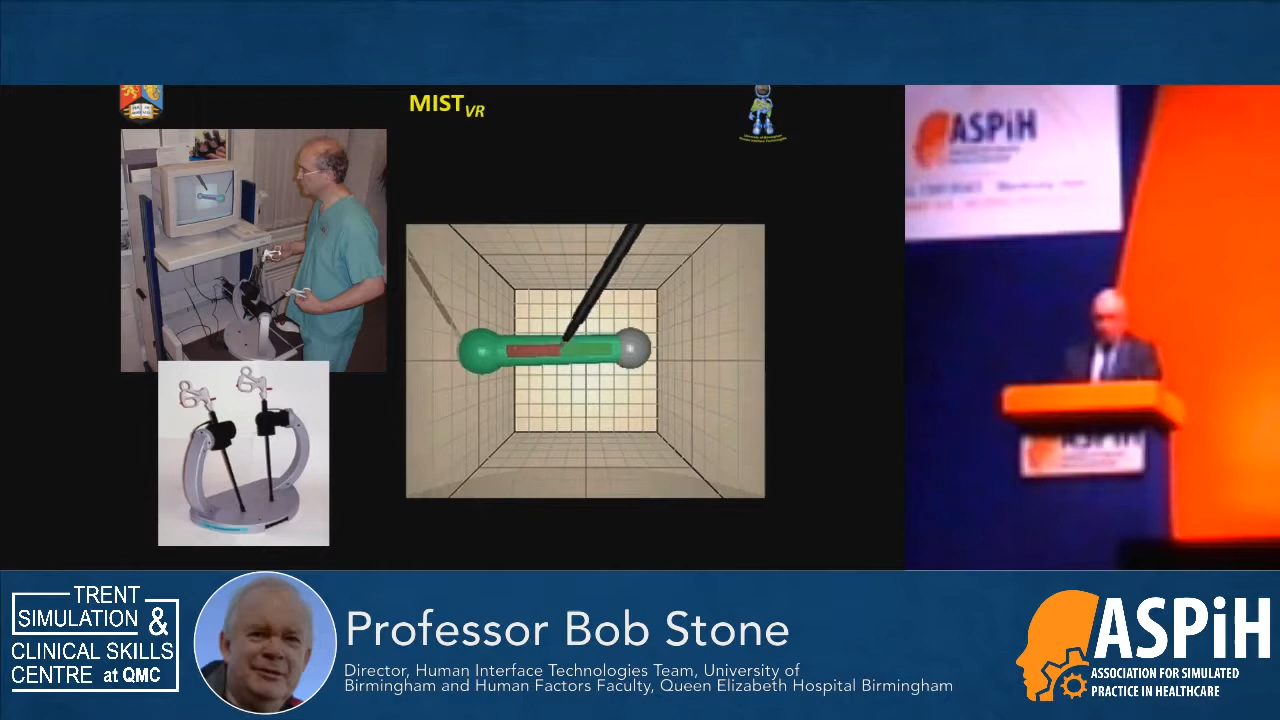 MIST VR
ASPiH
ASPiH
TRENT
SIMULATION &
CLINICAL SKILLS
CENTRE at QMC
Professor Bob Stone
Director, Human Interface Technologies Team, University of
Birmingham and Human Factors Faculty, Queen Elizabeth Hospital Birmingham
ASPiH
ASSOCIATION FOR SIMULATED
PRACTICE IN HEALTHCARE